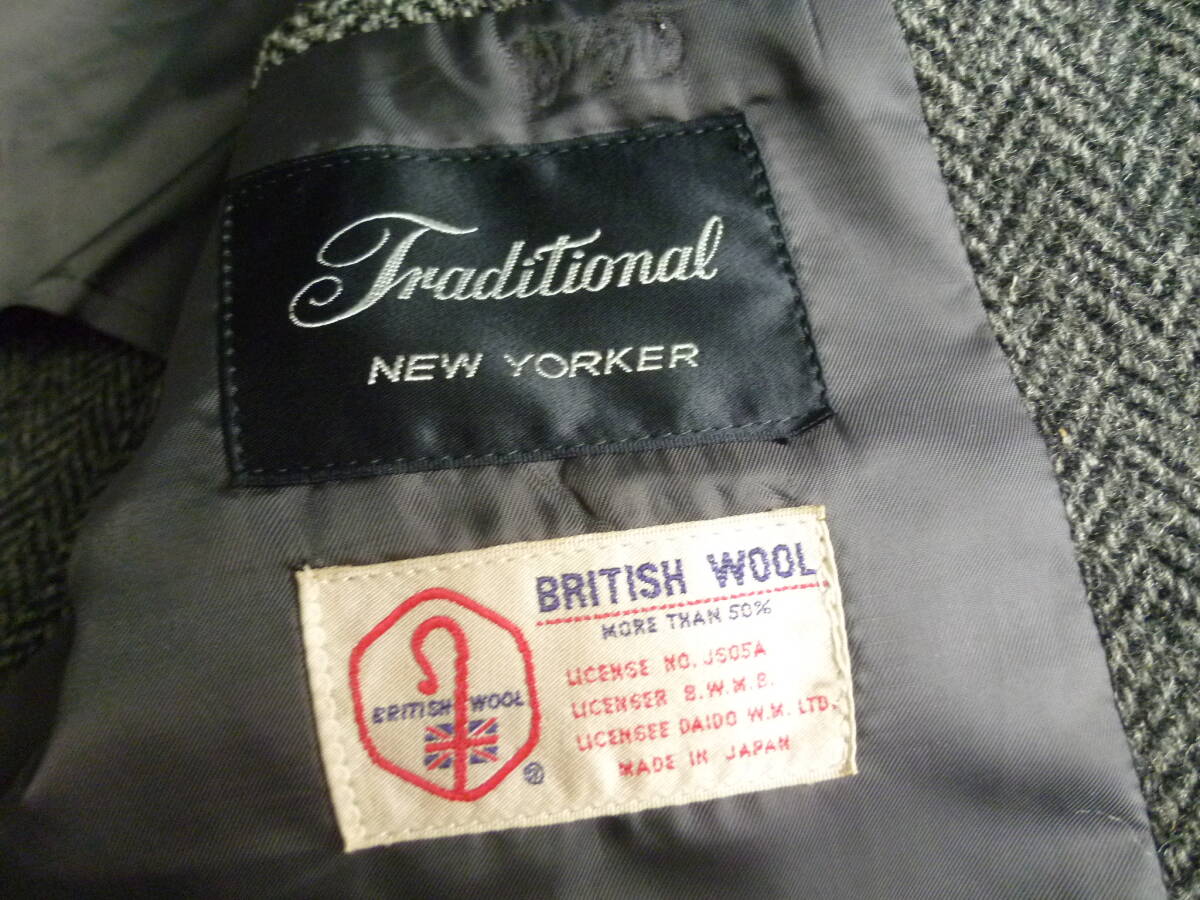 Traditional
NEW YORKER
BRITISH WOOL
MORE THAN 50%
LICENSE NO. JS05A
LICENSER B.W.M.B.
LICENSEE DAIDO W.M. LTD.
MADE IN JAPAN
BRITISH WOOL
®